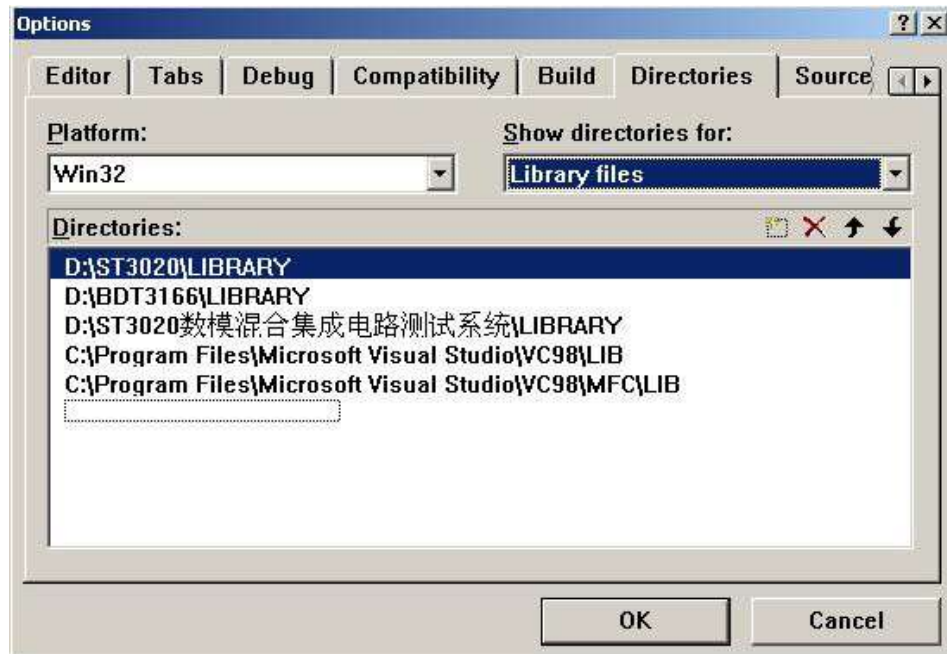 Options
Editor Tabs Debug Compatibility Build Directories Source
Platform: Show directories for:
Win32 Library files
Directories:
D:\ST3020\LIBRARY
D:\BDT3166\LIBRARY
D:\ST3020数模混合集成电路测试系统\LIBRARY
C:\Program Files\Microsoft Visual Studio\VC98\LIB
C:\Program Files\Microsoft Visual Studio\VC98\MFC\LIB
OK Cancel